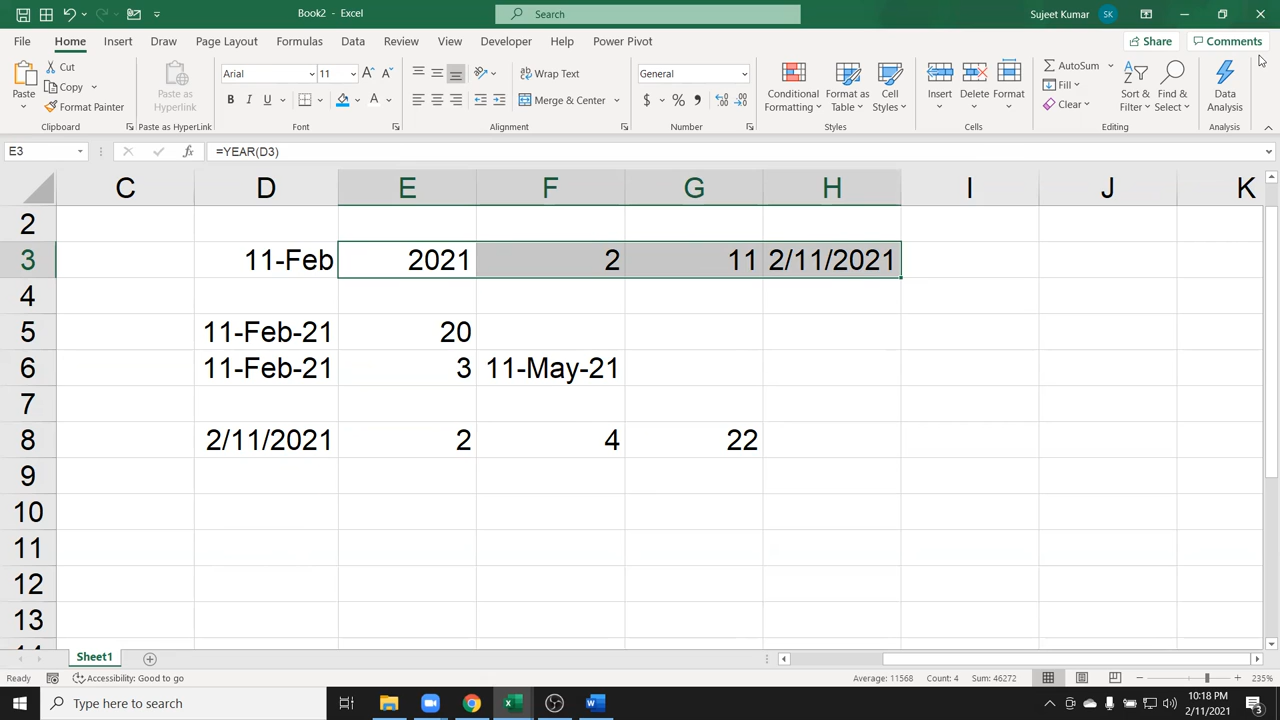 Book2 - Excel
Search
Sujeet Kumar
SK
File Home Insert Draw Page Layout Formulas Data Review View Developer Help Power Pivot
Share Comments
Paste
Cut
Copy
Format Painter
Clipboard
Paste as
Hyperlink
Paste as HyperLink
Arial 11
A A
B I U A
Font
Wrap Text
Merge & Center
Alignment
General
$ % 9
Number
Conditional
Formatting
Format as
Table
Cell
Styles
Styles
Insert
Delete
Format
Cells
AutoSum
Fill
Clear
Sort &
Filter
Find &
Select
Editing
Data
Analysis
Analysis
E3 fx =YEAR(D3)
C D E F G H I J K
2
3 11-Feb 2021 2 11 2/11/2021
4
5 11-Feb-21 20
6 11-Feb-21 3 11-May-21
7
8 2/11/2021 2 4 22
9
10
11
12
13
Sheet1
Accessibility: Good to go
Average: 11568 Count: 4 Sum: 46272
235%
Type here to search
10:18 PM
2/11/2021
3